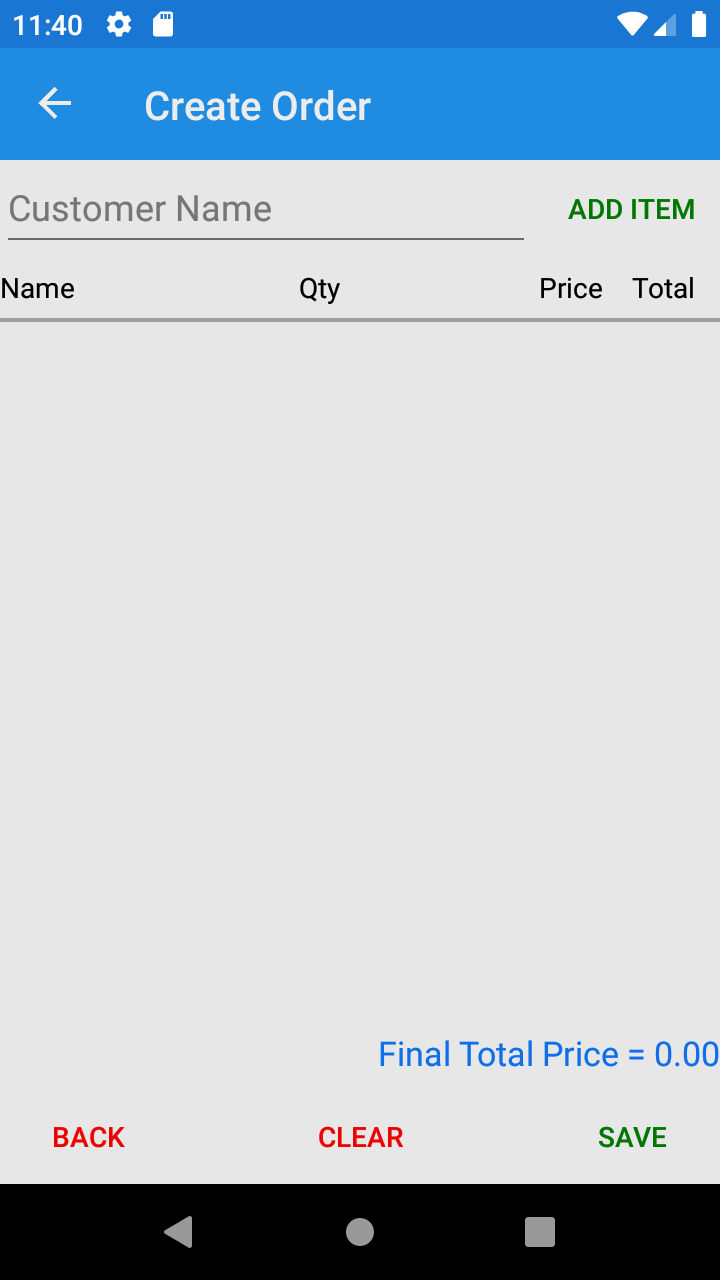 11:40
Create Order
Customer Name
ADD ITEM
Name Qty Price Total
Final Total Price = 0.00
BACK CLEAR SAVE